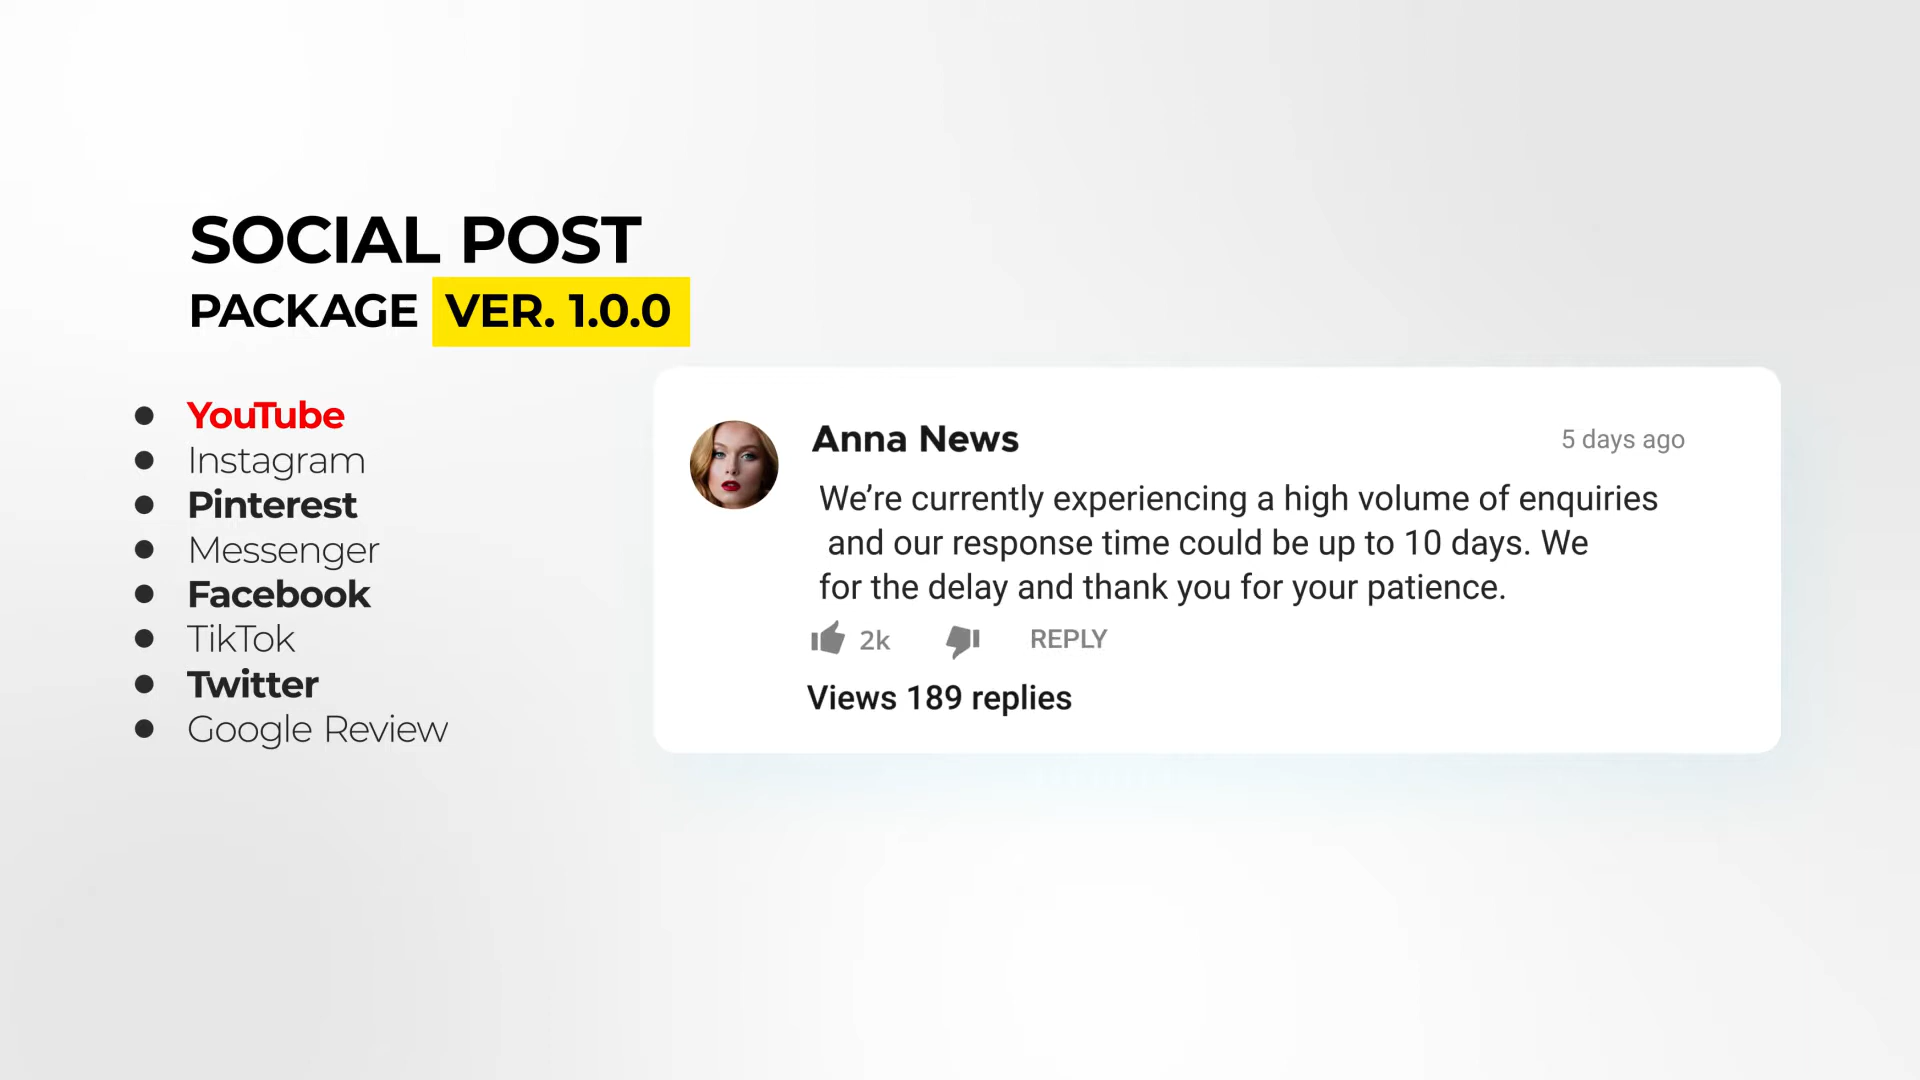 SOCIAL POST
PACKAGE VER. 1.0.0
YouTube
Instagram
Pinterest
Messenger
Facebook
TikTok
Twitter
Google Review
Anna News
5 days ago
We’re currently experiencing a high volume of enquiries
and our response time could be up to 10 days. We
for the delay and thank you for your patience.
2k REPLY
Views 189 replies